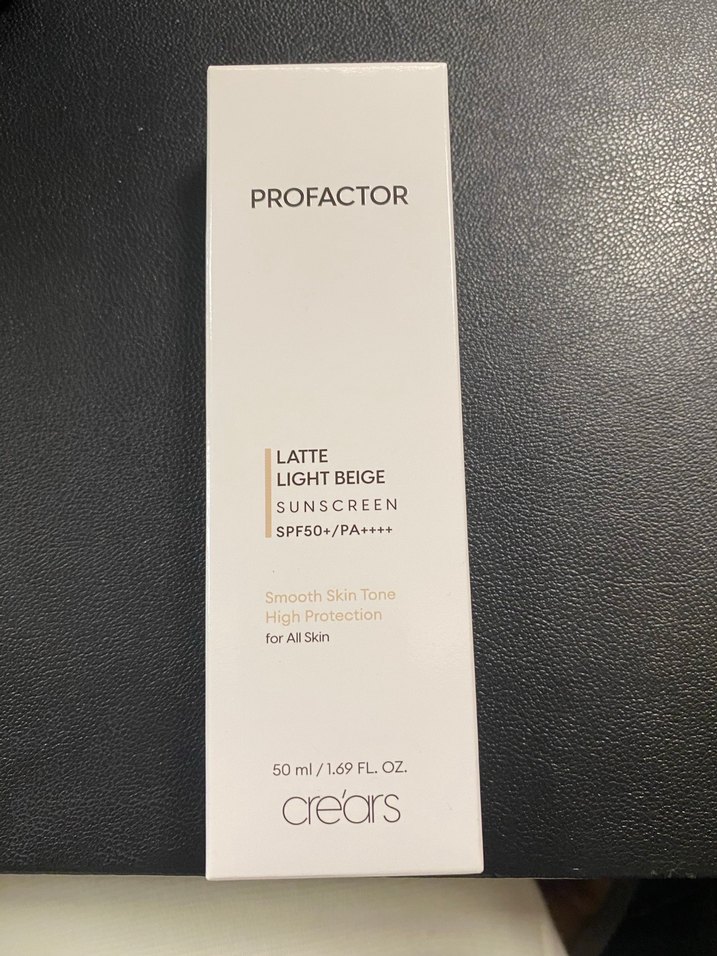 PROFACTOR
LATTE
LIGHT BEIGE
SUNSCREEN
SPF50+/PA++++
Smooth Skin Tone
High Protection
for All Skin
50 ml / 1.69 FL. OZ.
cre'ars